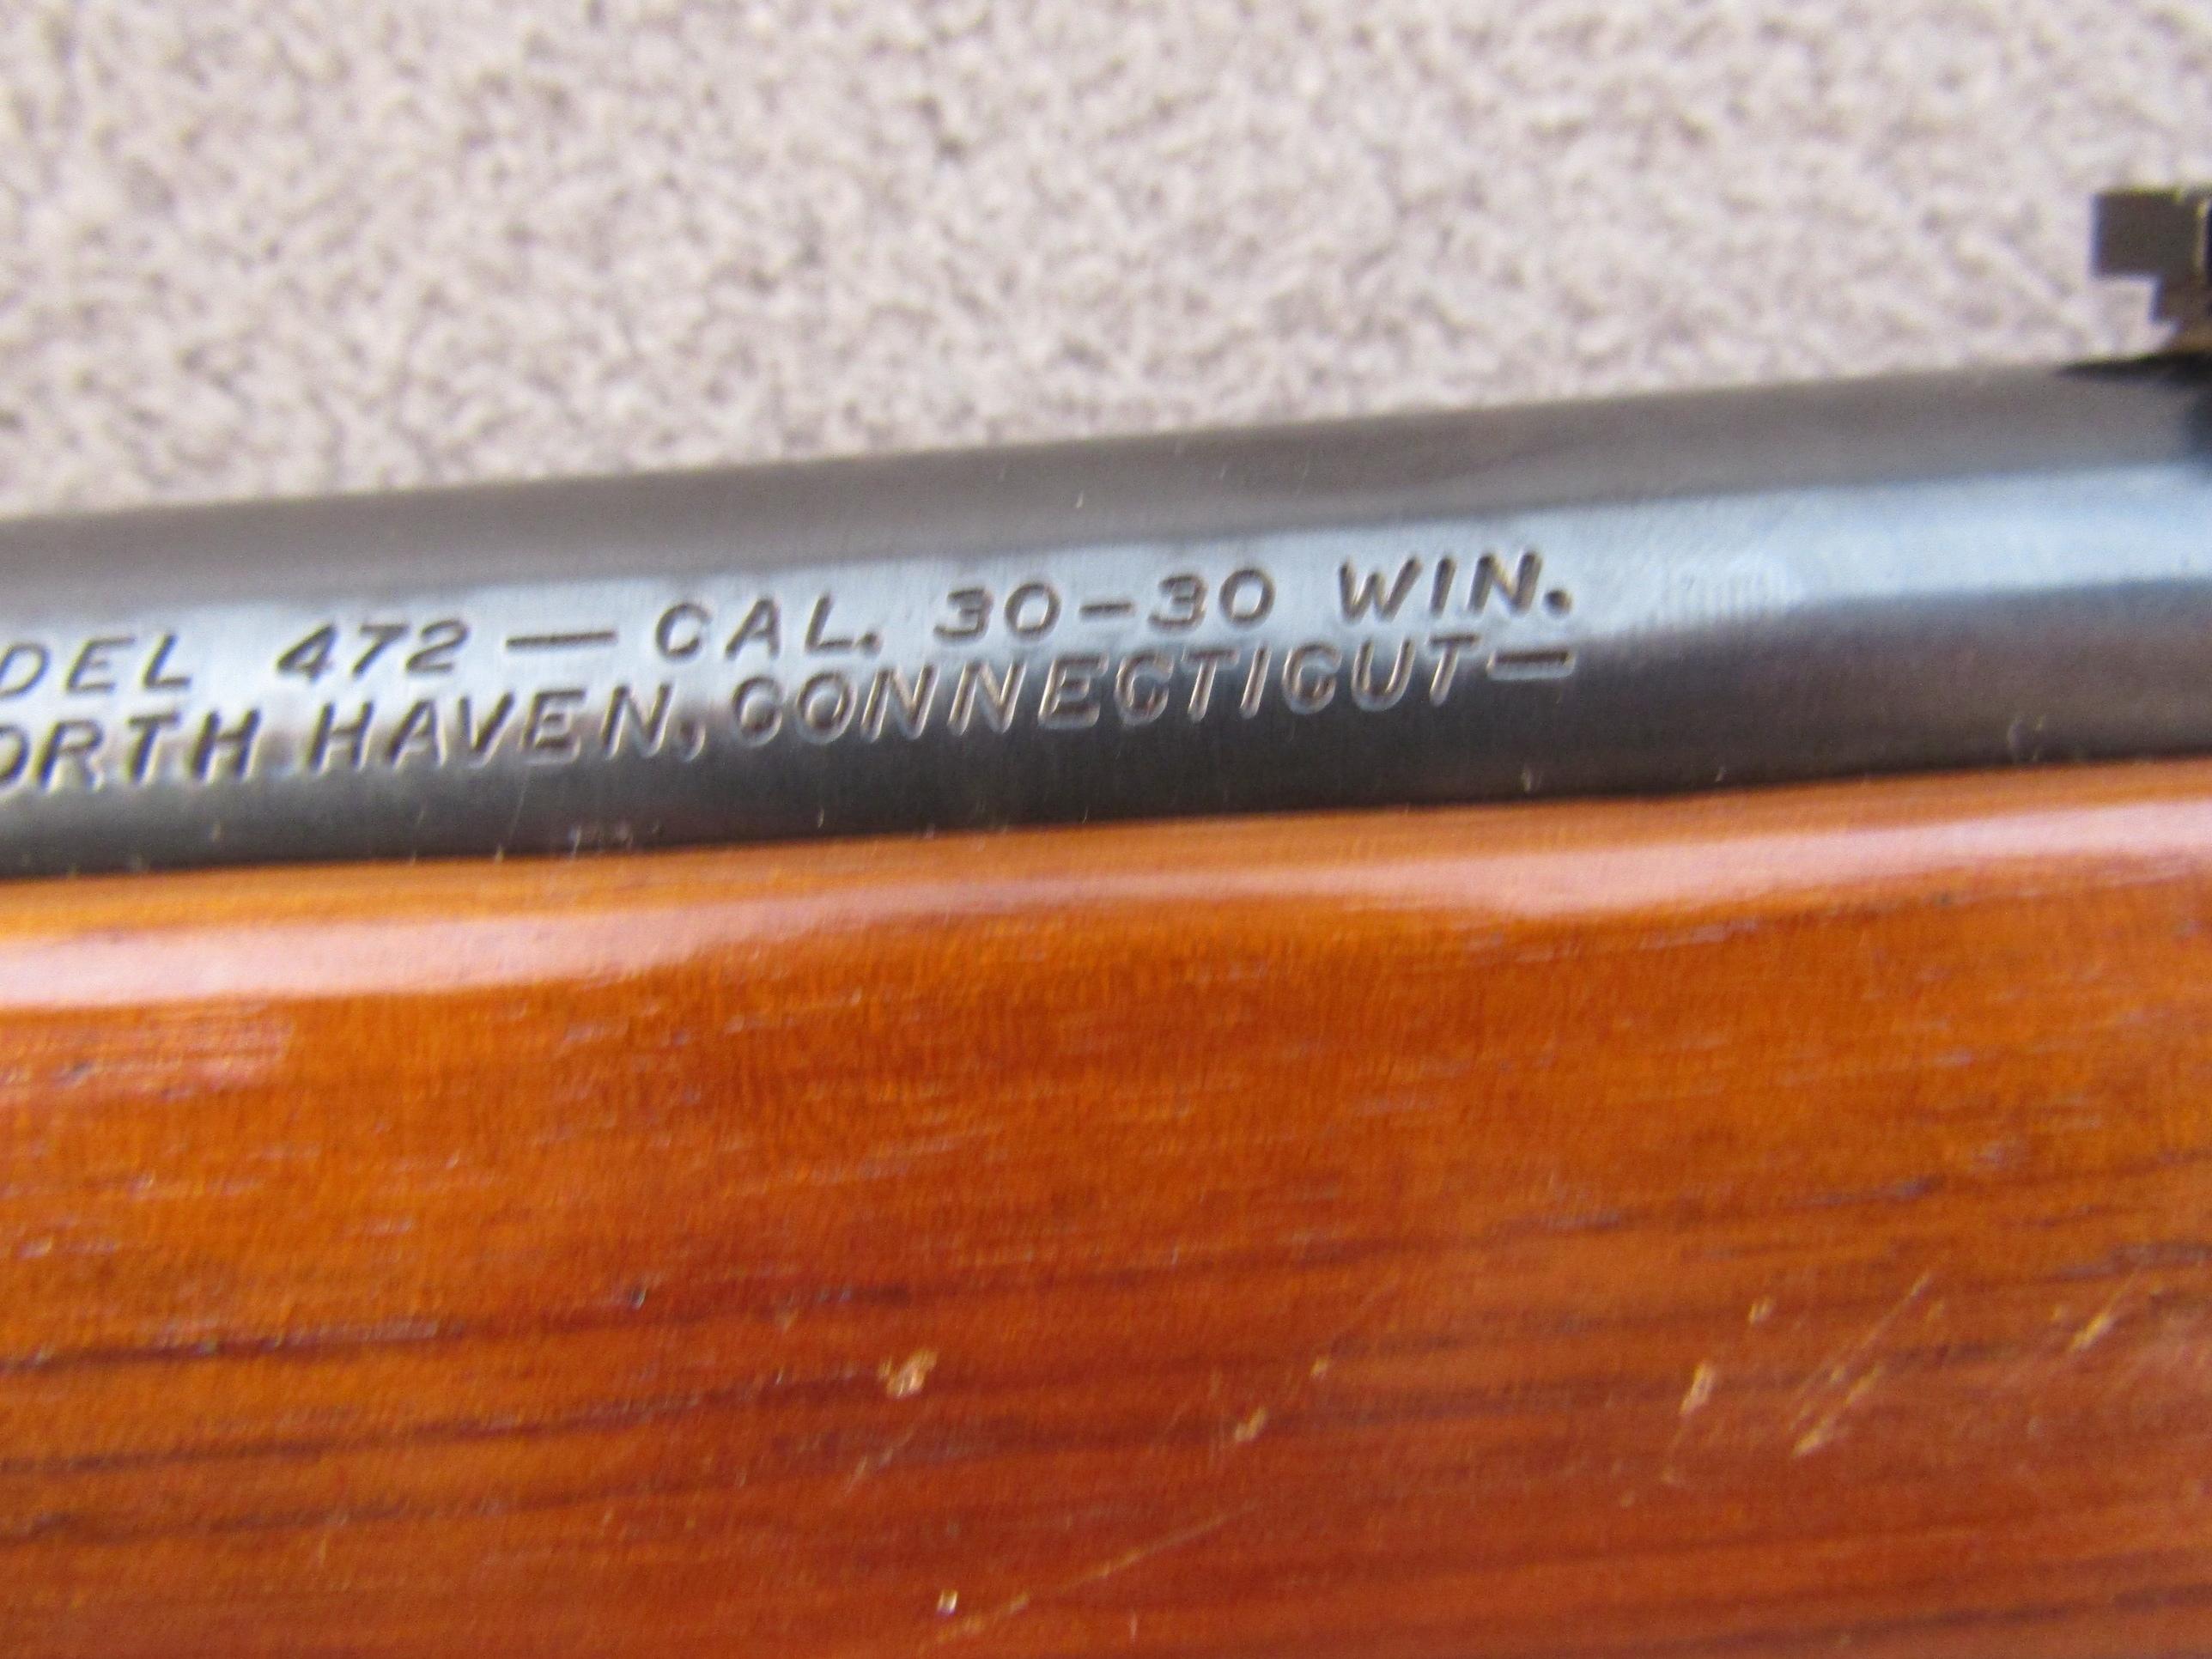 DEL 472 — CAL. 30-30 WIN.
ORTH HAVEN, CONNECTICUT—